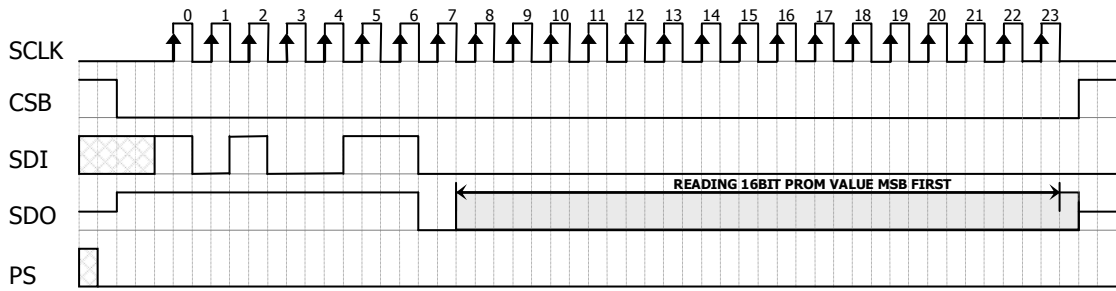 0 1 2 3 4 5 6 7 8 9 10 11 12 13 14 15 16 17 18 19 20 21 22 23
SCLK
CSB
SDI
READING 16BIT PROM VALUE MSB FIRST
SDO
PS